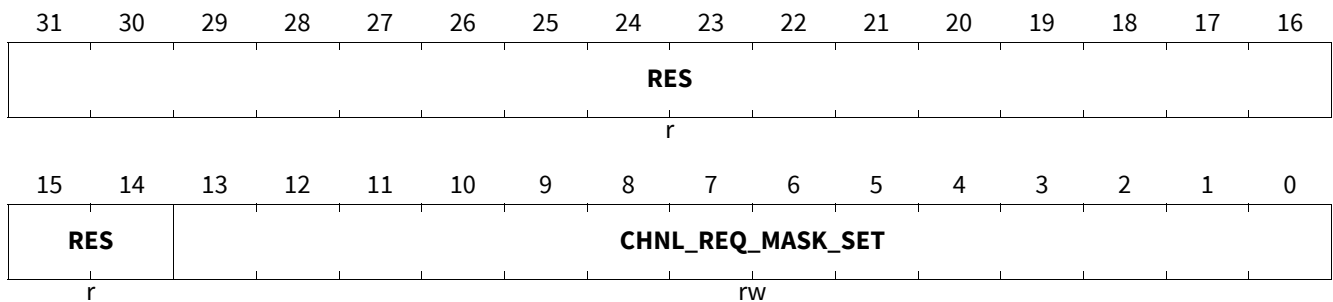 31 30 29 28 27 26 25 24 23 22 21 20 19 18 17 16
RES
r
15 14 13 12 11 10 9 8 7 6 5 4 3 2 1 0
RES CHNL_REQ_MASK_SET
r rw